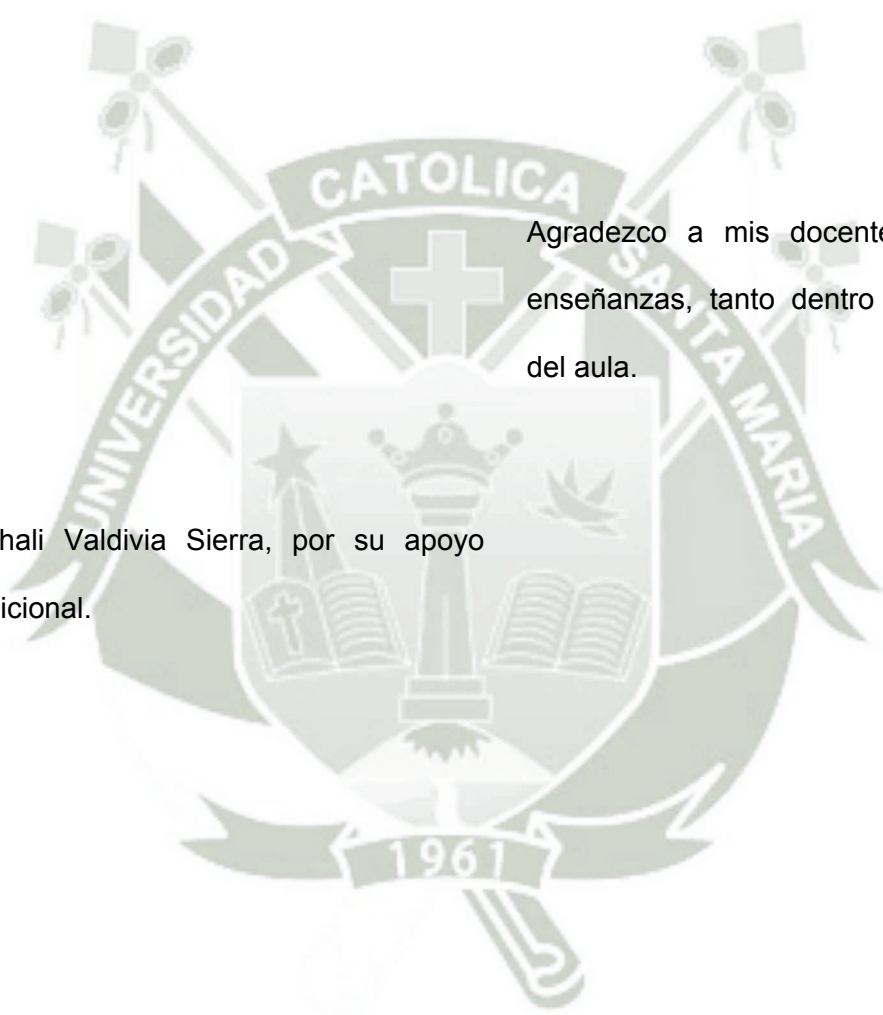 UNIVERSIDAD CATOLICA SANTA MARIA
Agradezco a mis docente
enseñanzas, tanto dentro
del aula.
hali Valdivia Sierra, por su apoyo
icional.
1961